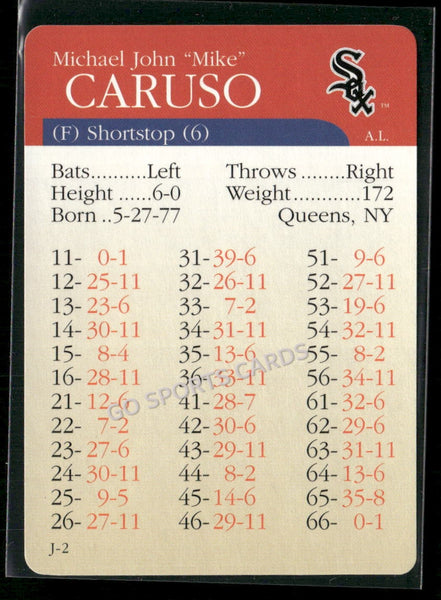 Michael John “Mike”
CARUSO
Sox
TM
(F) Shortstop (6)
A.L.
Bats..........Left Throws.......Right
Height ......6-0 Weight............172
Born ..5-27-77 Queens, NY
11- 0-1 31-39-6 51- 9-6
12- 25-11 32-26-11 52-27-11
13- 23-6 33- 7-2 53-19-6
14- 30-11 34-31-11 54-32-11
15- 8-4 35-13-6 55- 8-2
16- 28-11 36-33-11 56-34-11
21- 12-6 41-28-7 61-32-6
22- 7-2 42-30-6 62-29-6
23- 27-6 43-29-11 63-31-11
24- 30-11 44- 8-2 64-13-6
25- 9-5 45-14-6 65-35-8
26- 27-11 46-29-11 66- 0-1
GO SPORTS CARDS
J-2